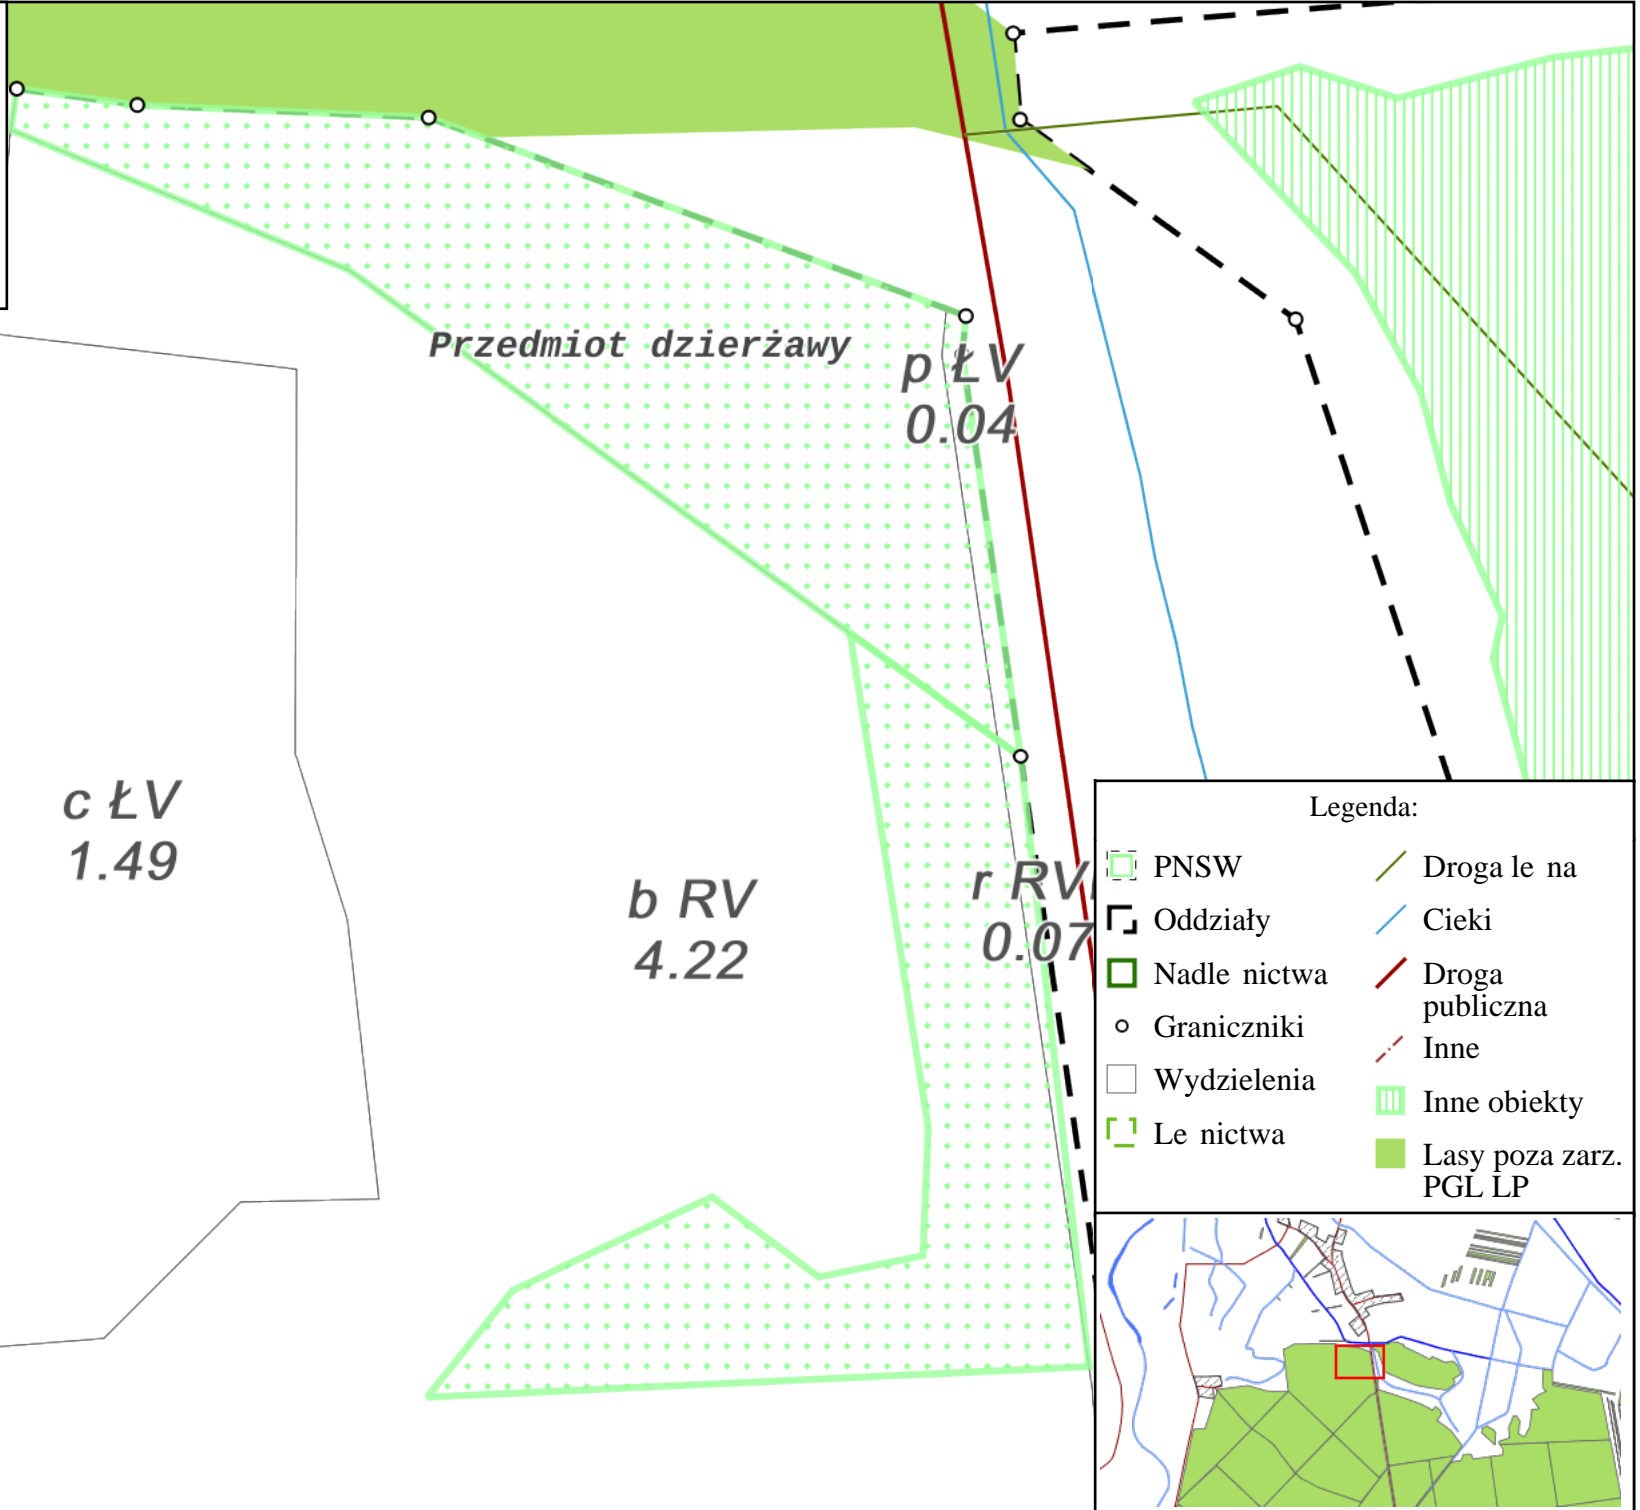 Przedmiot dzierżawy
p ŁV
0.04
c ŁV
1.49
b RV
4.22
r RV
0.07
Legenda:
PNSW
Oddziały
Nadle nictwa
Graniczniki
Wydzielenia
Le nictwa
Droga le na
Cieki
Droga
publiczna
Inne
Inne obiekty
Lasy poza zarz.
PGL LP